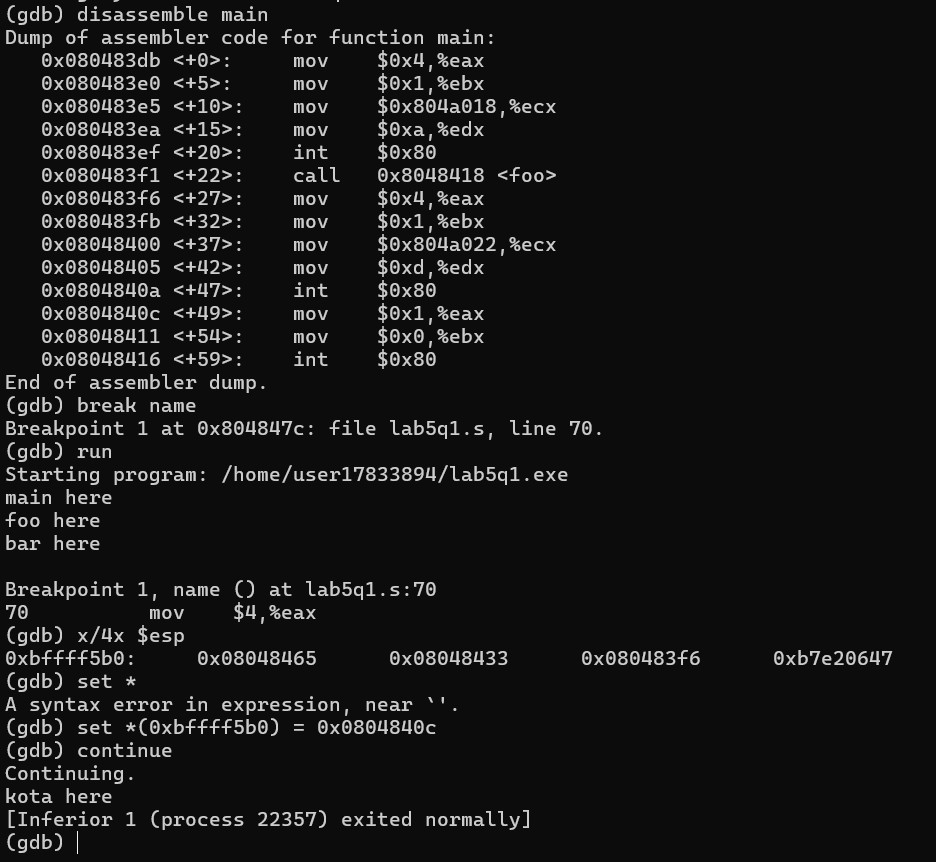 (gdb) disassemble main
Dump of assembler code for function main:
   0x080483db <+0>:     mov    $0x4,%eax
   0x080483e0 <+5>:     mov    $0x1,%ebx
   0x080483e5 <+10>:    mov    $0x804a018,%ecx
   0x080483ea <+15>:    mov    $0xa,%edx
   0x080483ef <+20>:    int    $0x80
   0x080483f1 <+22>:    call   0x8048418 <foo>
   0x080483f6 <+27>:    mov    $0x4,%eax
   0x080483fb <+32>:    mov    $0x1,%ebx
   0x08048400 <+37>:    mov    $0x804a022,%ecx
   0x08048405 <+42>:    mov    $0xd,%edx
   0x0804840a <+47>:    int    $0x80
   0x0804840c <+49>:    mov    $0x1,%eax
   0x08048411 <+54>:    mov    $0x0,%ebx
   0x08048416 <+59>:    int    $0x80
End of assembler dump.
(gdb) break name
Breakpoint 1 at 0x804847c: file lab5q1.s, line 70.
(gdb) run
Starting program: /home/user17833894/lab5q1.exe
main here
foo here
bar here

Breakpoint 1, name () at lab5q1.s:70
70          mov    $4,%eax
(gdb) x/4x $esp
0xbffff5b0:     0x08048465      0x08048433      0x080483f6      0xb7e20647
(gdb) set *
A syntax error in expression, near `'.
(gdb) set *(0xbffff5b0) = 0x0804840c
(gdb) continue
Continuing.
kota here
[Inferior 1 (process 22357) exited normally]
(gdb)